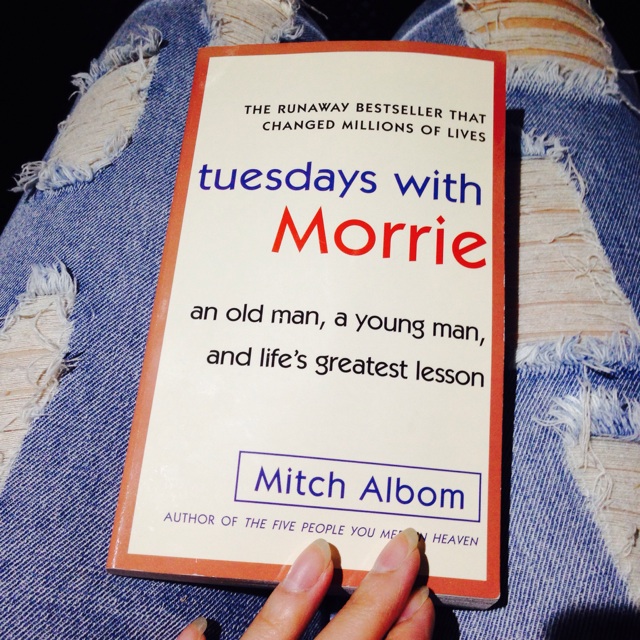 THE RUNAWAY BESTSELLER THAT
CHANGED MILLIONS OF LIVES
tuesdays with
Morrie
an old man, a young man,
and life's greatest lesson
Mitch Albom
AUTHOR OF THE FIVE PEOPLE YOU HEAVEN